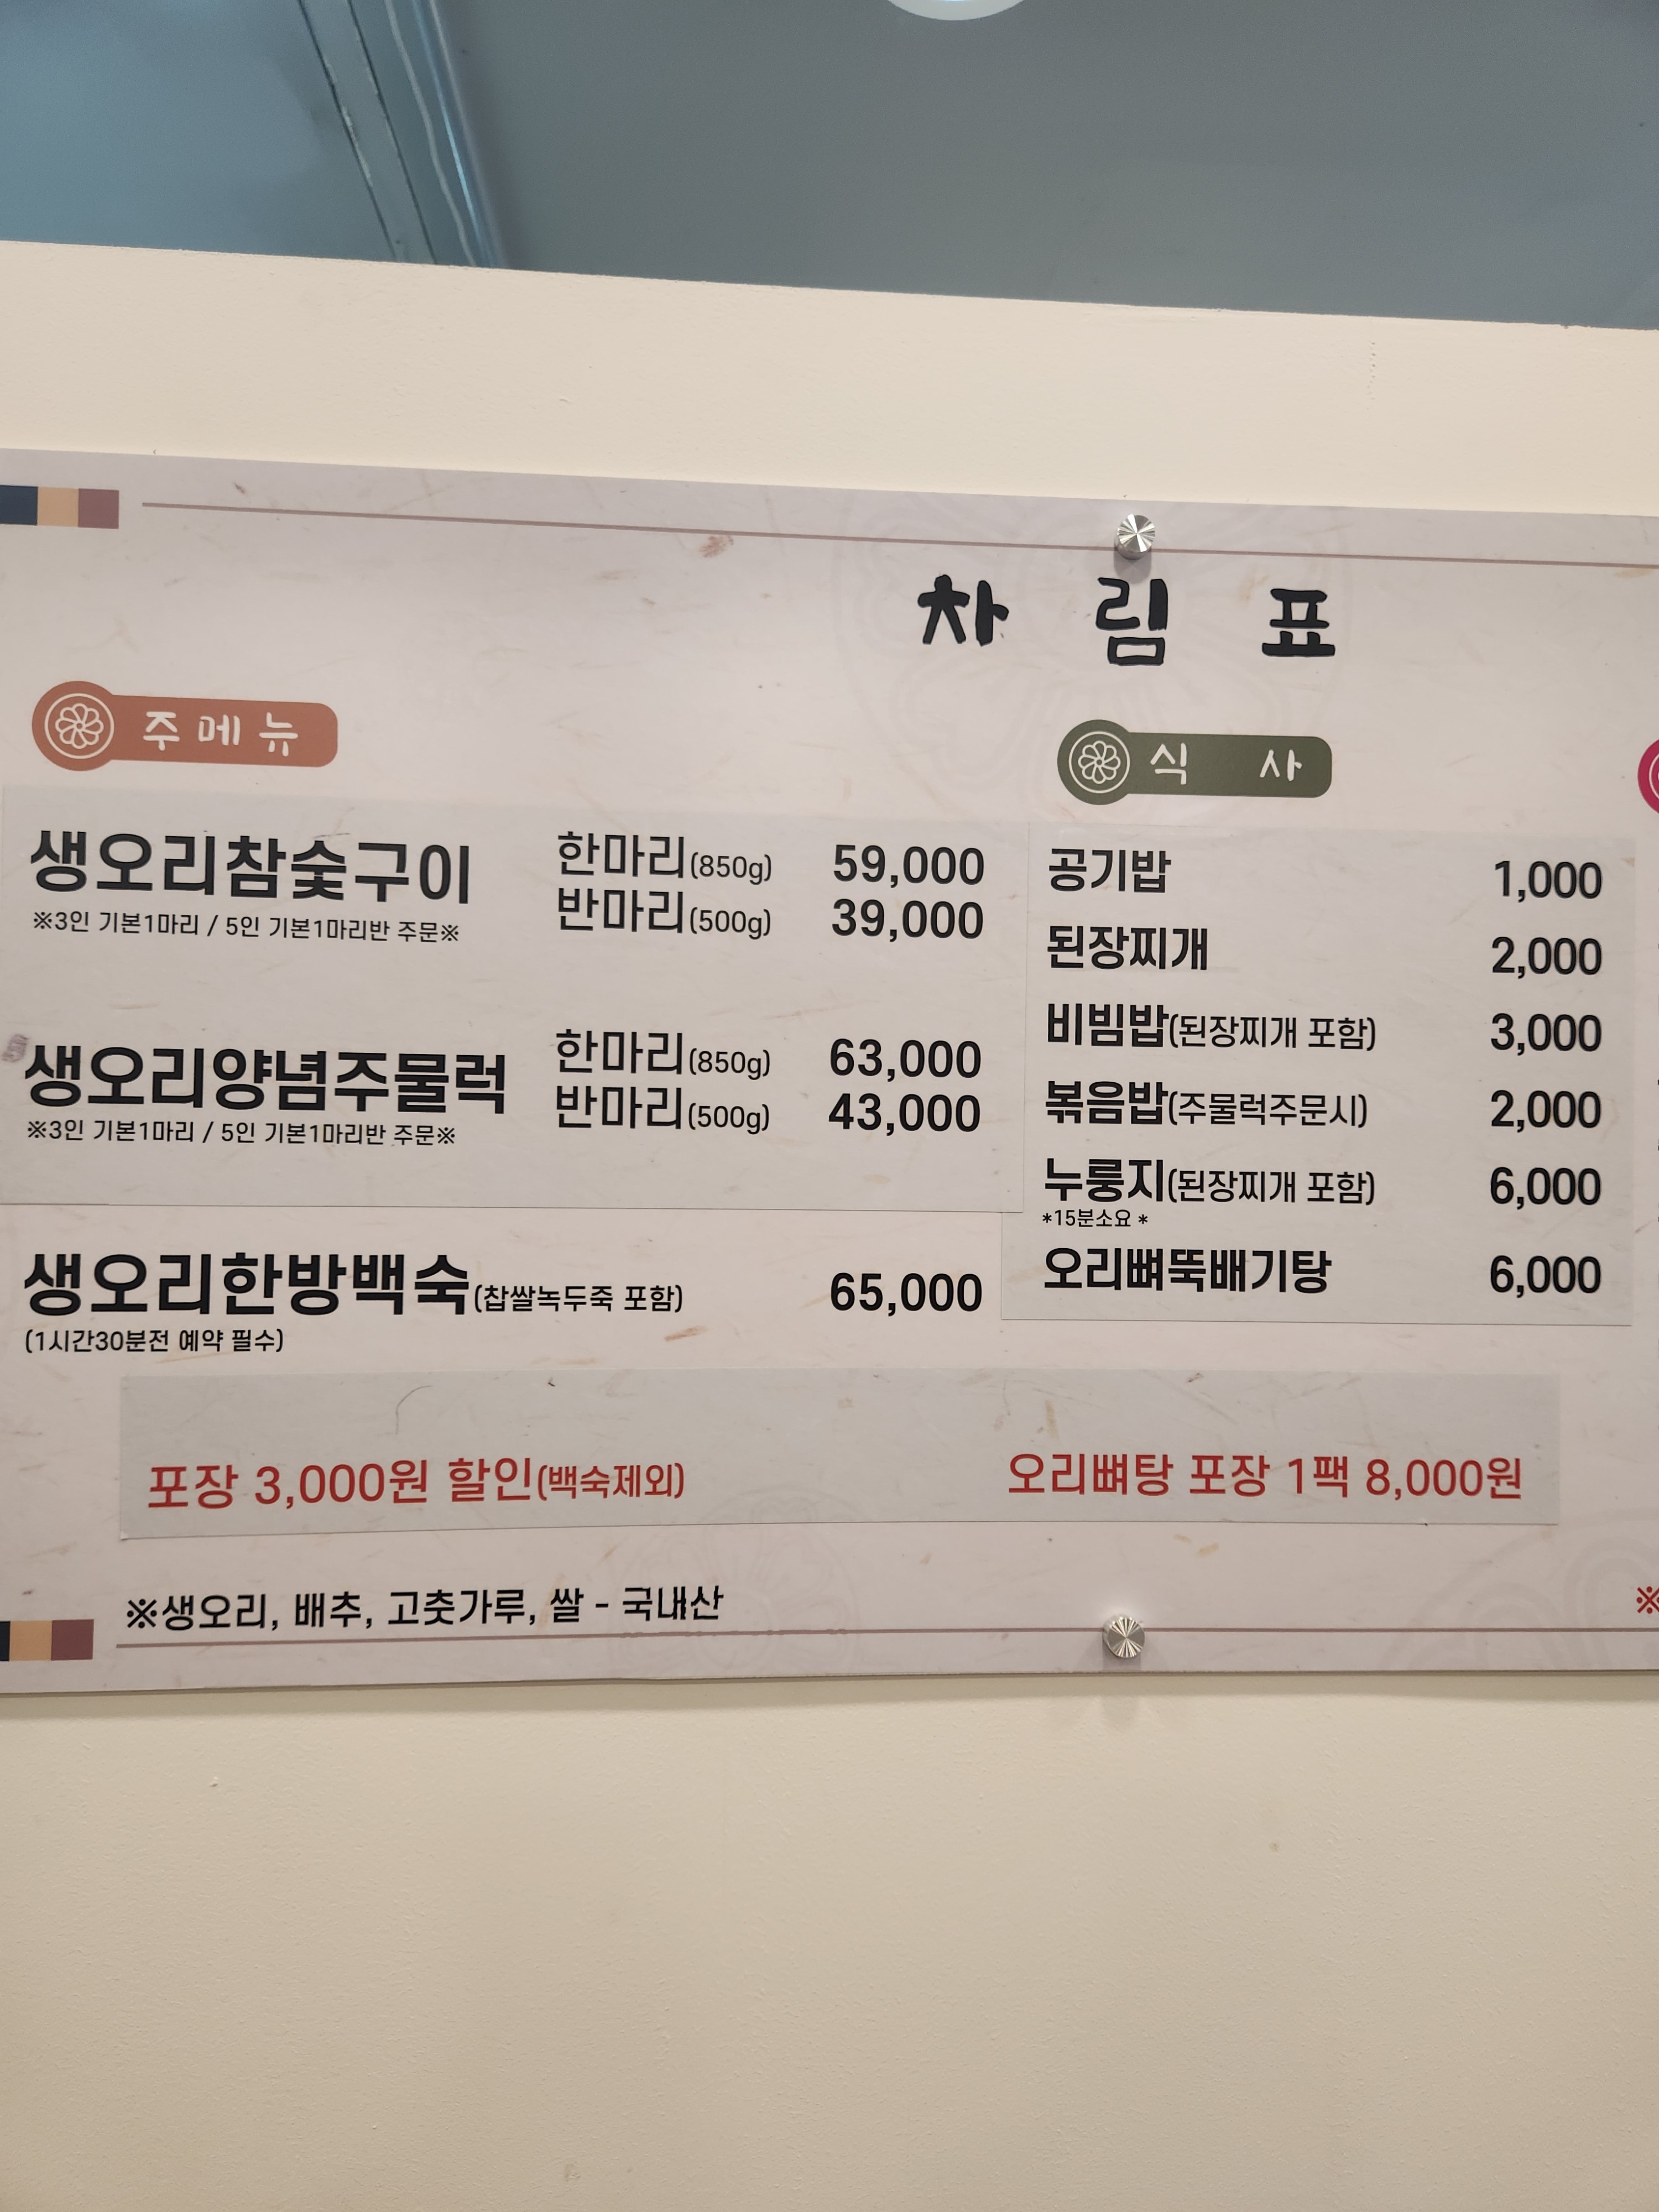 차 림 표
주메뉴
생오리참숯구이 한마리(850g) 59,000
반마리(500g) 39,000
※3인 기본1마리 / 5인 기본1마리반 주문※
생오리양념주물럭 한마리(850g) 63,000
반마리(500g) 43,000
※3인 기본1마리 / 5인 기본1마리반 주문※
생오리한방백숙(찹쌀녹두죽 포함) 65,000
(1시간30분전 예약 필수)
식 사
공기밥 1,000
된장찌개 2,000
비빔밥(된장찌개 포함) 3,000
볶음밥(주물럭주문시) 2,000
누룽지(된장찌개 포함) 6,000
*15분소요*
오리뼈뚝배기탕 6,000
포장 3,000원 할인(백숙제외)
오리뼈탕 포장 1팩 8,000원
※생오리, 배추, 고춧가루, 쌀 - 국내산
※